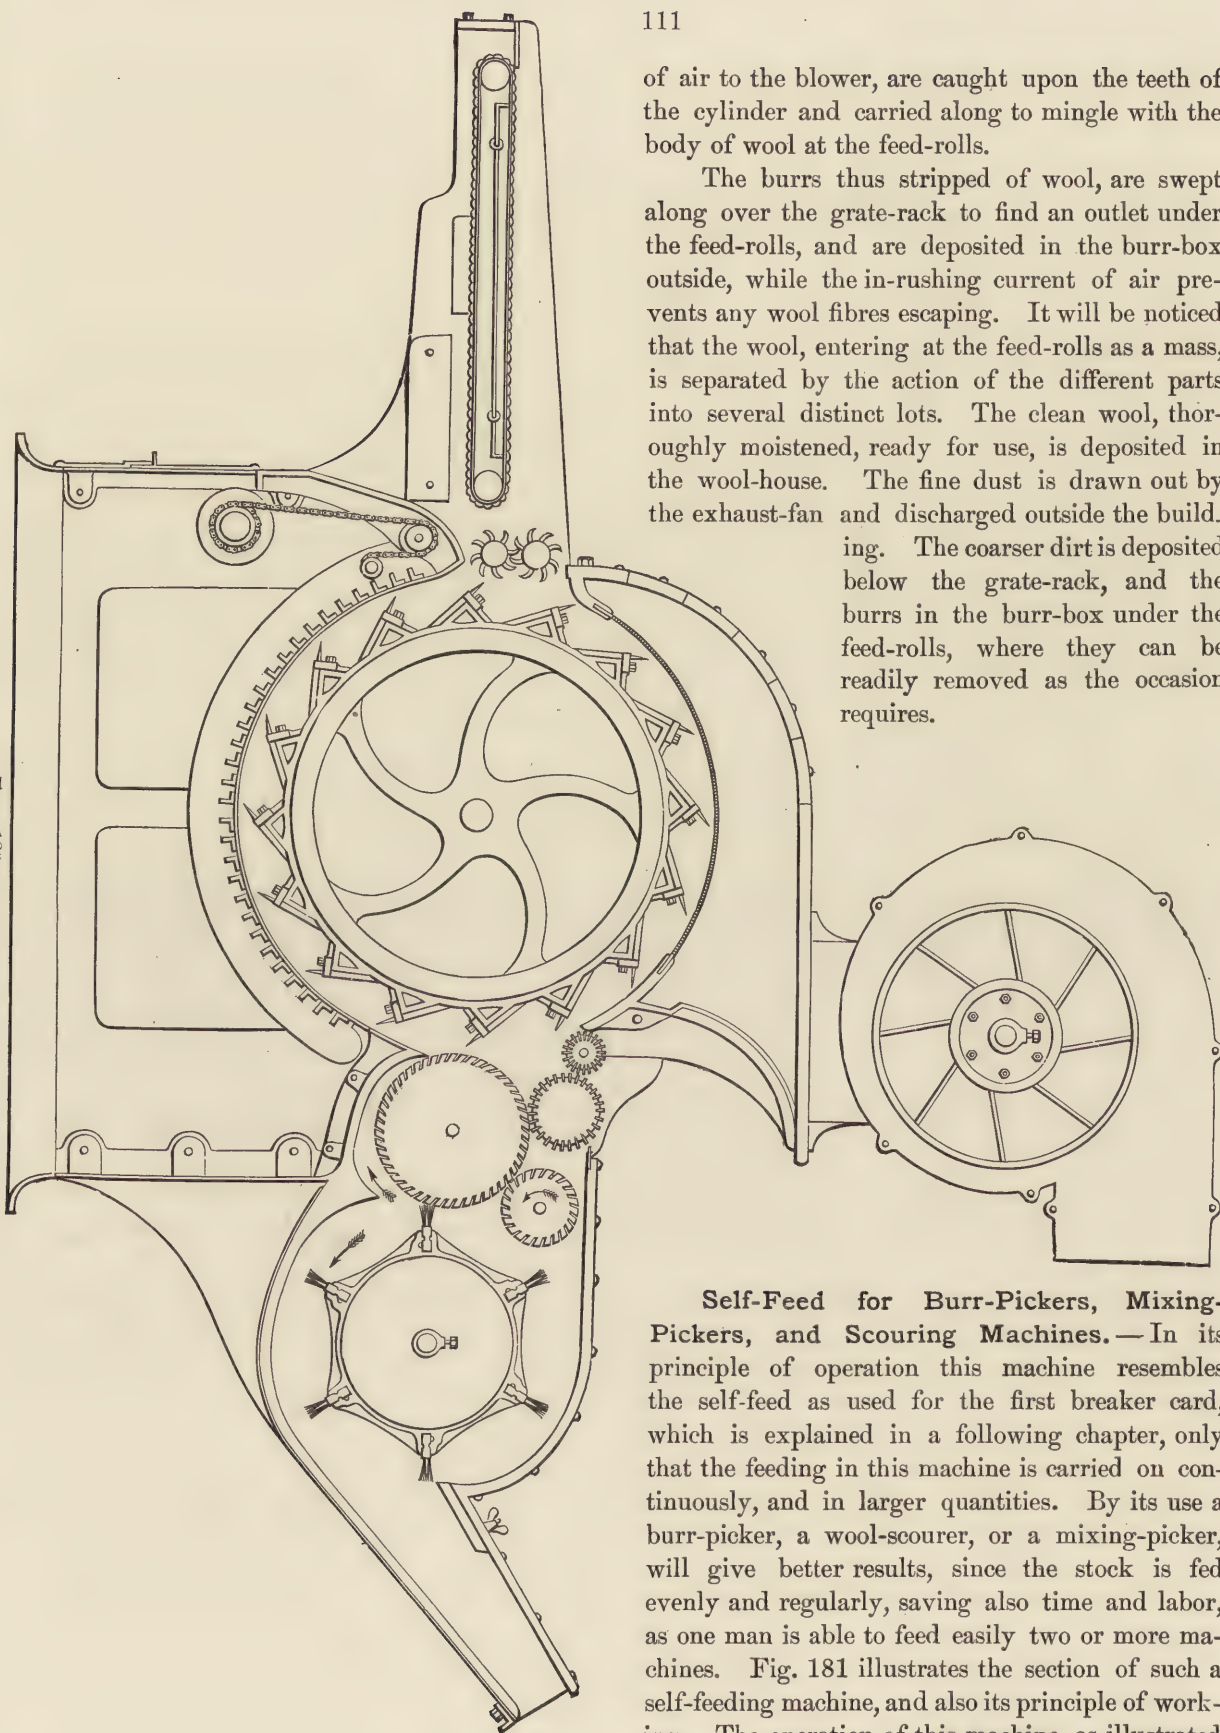 111
of air to the blower, are caught upon the teeth of
the cylinder and carried along to mingle with the
body of wool at the feed-rolls.
The burrs thus stripped of wool, are swept
along over the grate-rack to find an outlet under
the feed-rolls, and are deposited in the burr-box
outside, while the in-rushing current of air pre-
vents any wool fibres escaping. It will be noticed
that the wool, entering at the feed-rolls as a mass,
is separated by the action of the different parts
into several distinct lots. The clean wool, thor-
oughly moistened, ready for use, is deposited in
the wool-house. The fine dust is drawn out by
the exhaust-fan and discharged outside the build-
ing. The coarser dirt is deposited
below the grate-rack, and the
burrs in the burr-box under the
feed-rolls, where they can be
readily removed as the occasion
requires.
Self-Feed for Burr-Pickers, Mixing-
Pickers, and Scouring Machines.—In its
principle of operation this machine resembles
the self-feed as used for the first breaker card,
which is explained in a following chapter, only
that the feeding in this machine is carried on con-
tinuously, and in larger quantities. By its use a
burr-picker, a wool-scourer, or a mixing-picker,
will give better results, since the stock is fed
evenly and regularly, saving also time and labor,
as one man is able to feed easily two or more ma-
chines. Fig. 181 illustrates the section of such a
self-feeding machine, and also its principle of work-
The operation of this machine, as illustrated